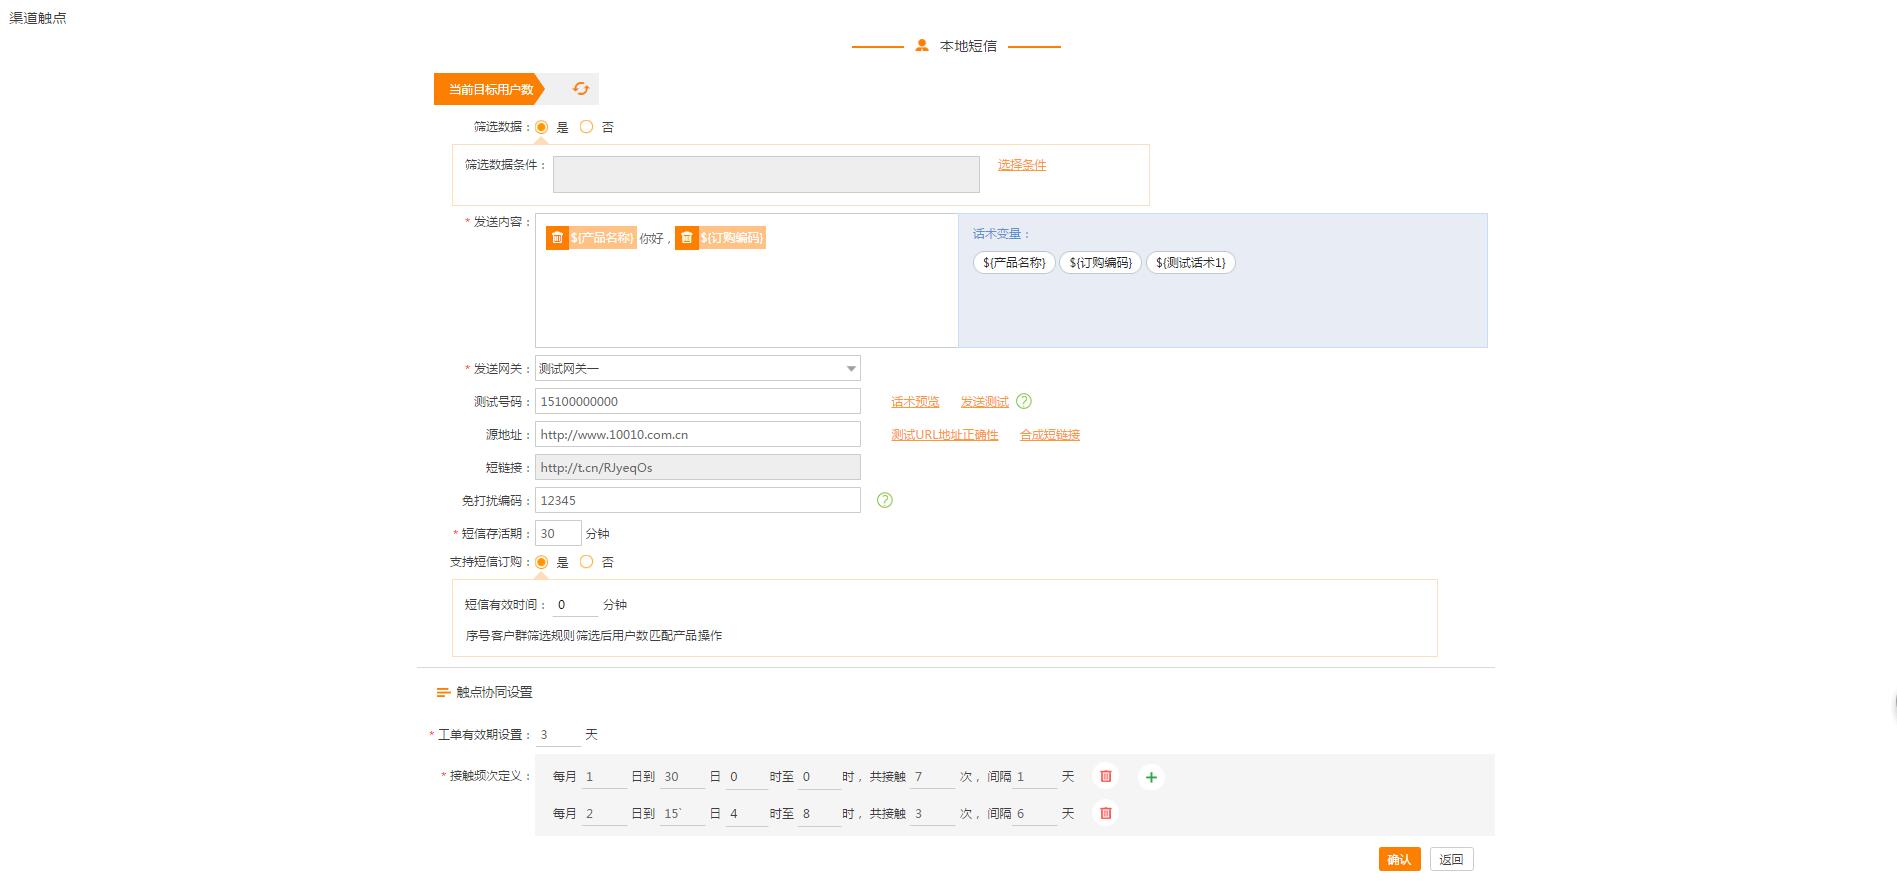 渠道触点
本地短信
当前目标用户数
筛选数据： 是 否
筛选数据条件： 选择条件
* 发送内容： ${产品名称} 你好， ${订购编码}
话术变量：
${产品名称} ${订购编码} ${测试话术1}
* 发送网关： 测试网关一
测试号码： 15100000000 话术预览 发送测试 ?
源地址： http://www.10010.com.cn 测试URL地址正确性 合成短链接
短链接： http://t.cn/RJyeqOs
免打扰编码： 12345 ?
* 短信存活期： 30 分钟
支持短信订购： 是 否
短信有效时间： 0 分钟
序号客户群筛选规则筛选后用户数匹配产品操作
触点协同设置
* 工单有效期设置： 3 天
* 接触频次定义： 每月 1 日到 30 日 0 时至 0 时，共接触 7 次，间隔 1 天
每月 2 日到 15` 日 4 时至 8 时，共接触 3 次，间隔 6 天
确认 返回